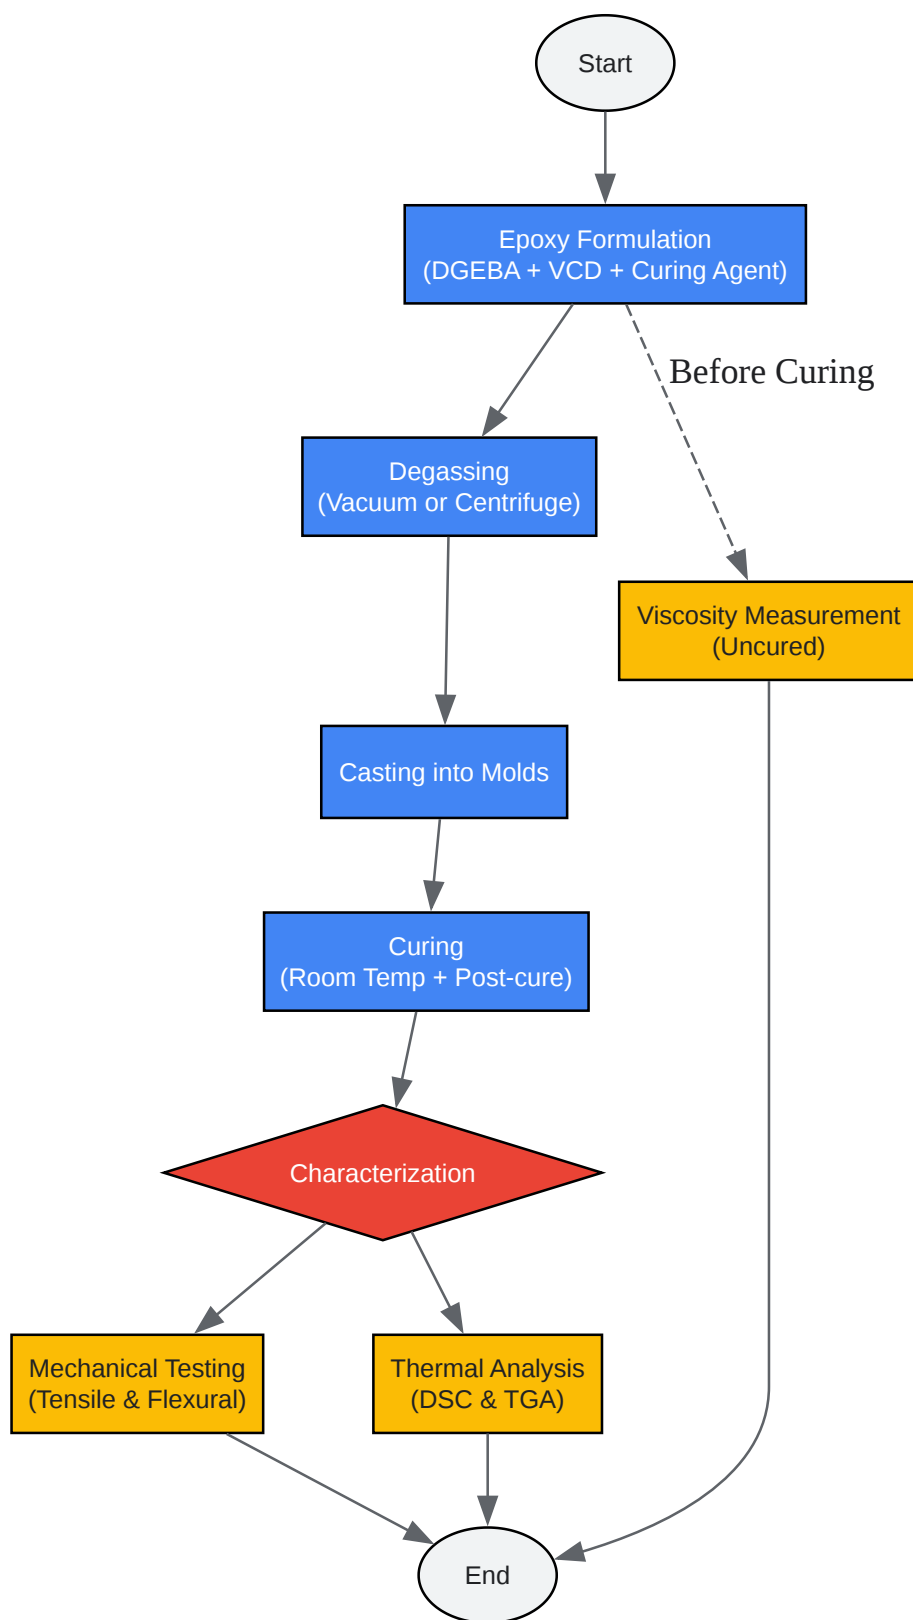 Start
Epoxy Formulation
(DGEBA + VCD + Curing Agent)
Before Curing
Degassing
(Vacuum or Centrifuge)
Viscosity Measurement
(Uncured)
Casting into Molds
Curing
(Room Temp + Post-cure)
Characterization
Mechanical Testing
(Tensile & Flexural)
Thermal Analysis
(DSC & TGA)
End